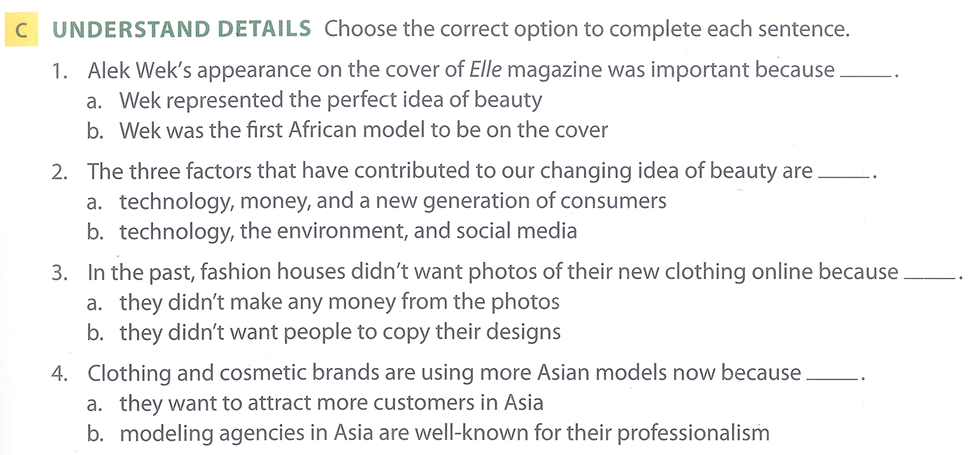 C UNDERSTAND DETAILS Choose the correct option to complete each sentence.
1. Alek Wek's appearance on the cover of Elle magazine was important because _____.
a. Wek represented the perfect idea of beauty
b. Wek was the first African model to be on the cover
2. The three factors that have contributed to our changing idea of beauty are _____.
a. technology, money, and a new generation of consumers
b. technology, the environment, and social media
3. In the past, fashion houses didn't want photos of their new clothing online because _____.
a. they didn't make any money from the photos
b. they didn't want people to copy their designs
4. Clothing and cosmetic brands are using more Asian models now because _____.
a. they want to attract more customers in Asia
b. modeling agencies in Asia are well-known for their professionalism